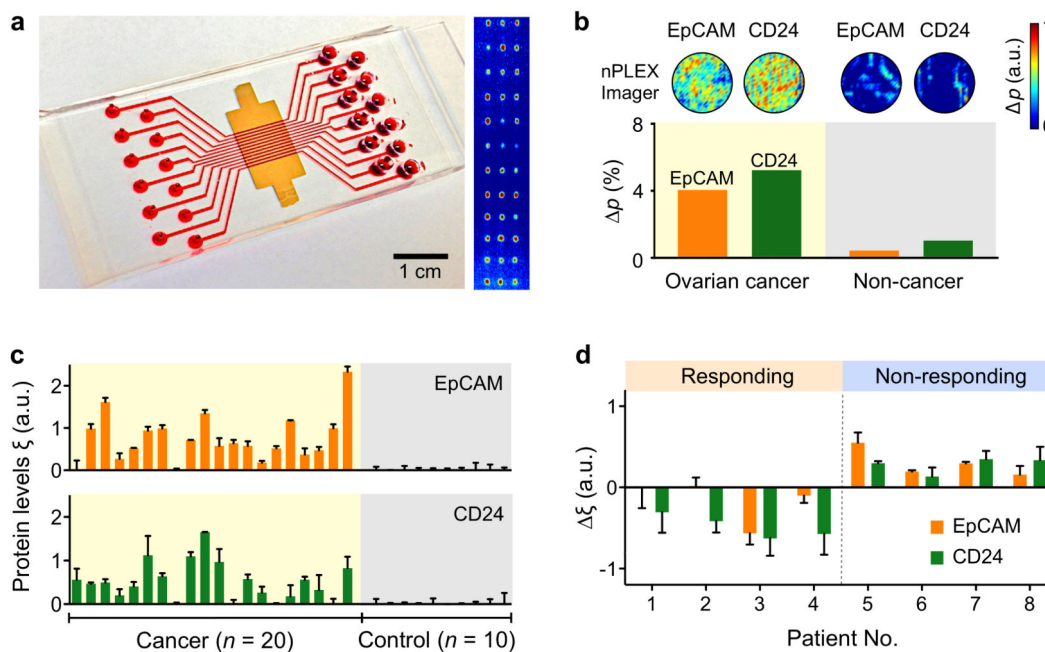 a
1 cm
b
EpCAM CD24 EpCAM CD24
nPLEX
Imager
Δp (a.u.)
8
4
0
Δp (%)
EpCAM
CD24
Ovarian cancer Non-cancer
c
Protein levels ξ (a.u.)
2
1
0
EpCAM
2
1
0
CD24
Cancer (n = 20) Control (n = 10)
d
Responding Non-responding
Δξ (a.u.)
1
0
-1
EpCAM
CD24
1 2 3 4 5 6 7 8
Patient No.